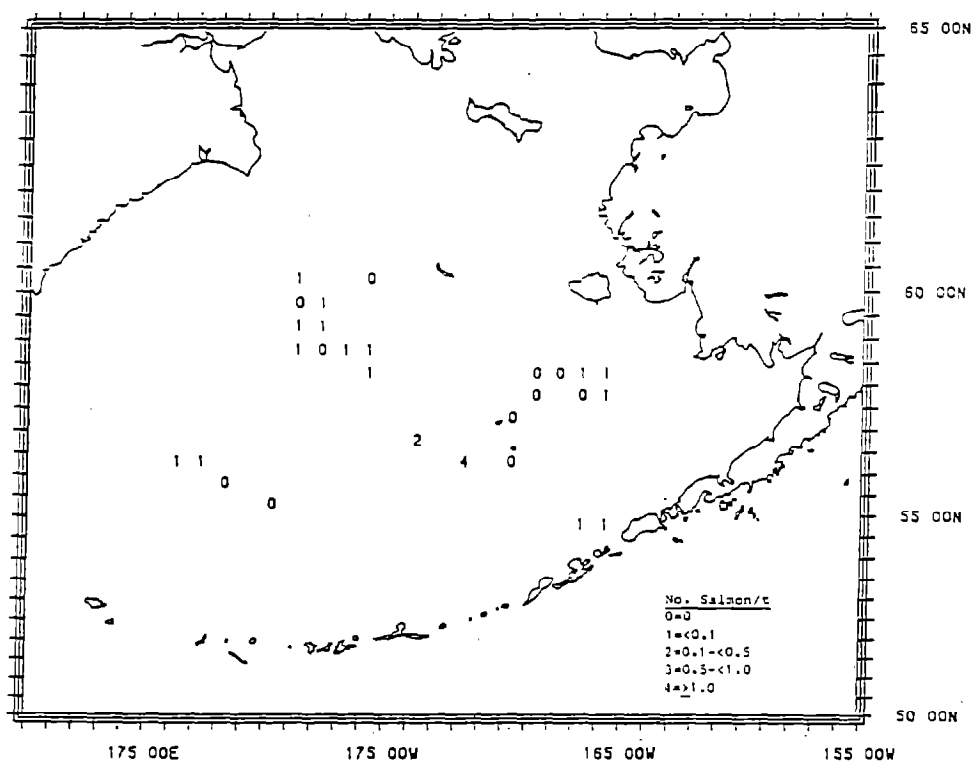 65 00N
1 0
60 00N
0 1
1 1
1 0 1 1
1 0 0 1 1
0 0 1
0
2
1 1 4 0
0
0
55 00N
1 1
No. Salmon/t
0=0
1=<0.1
2=0.1-<0.5
3=0.5-<1.0
4=≥1.0
50 00N
175 00E 175 00W 165 00W 155 00W